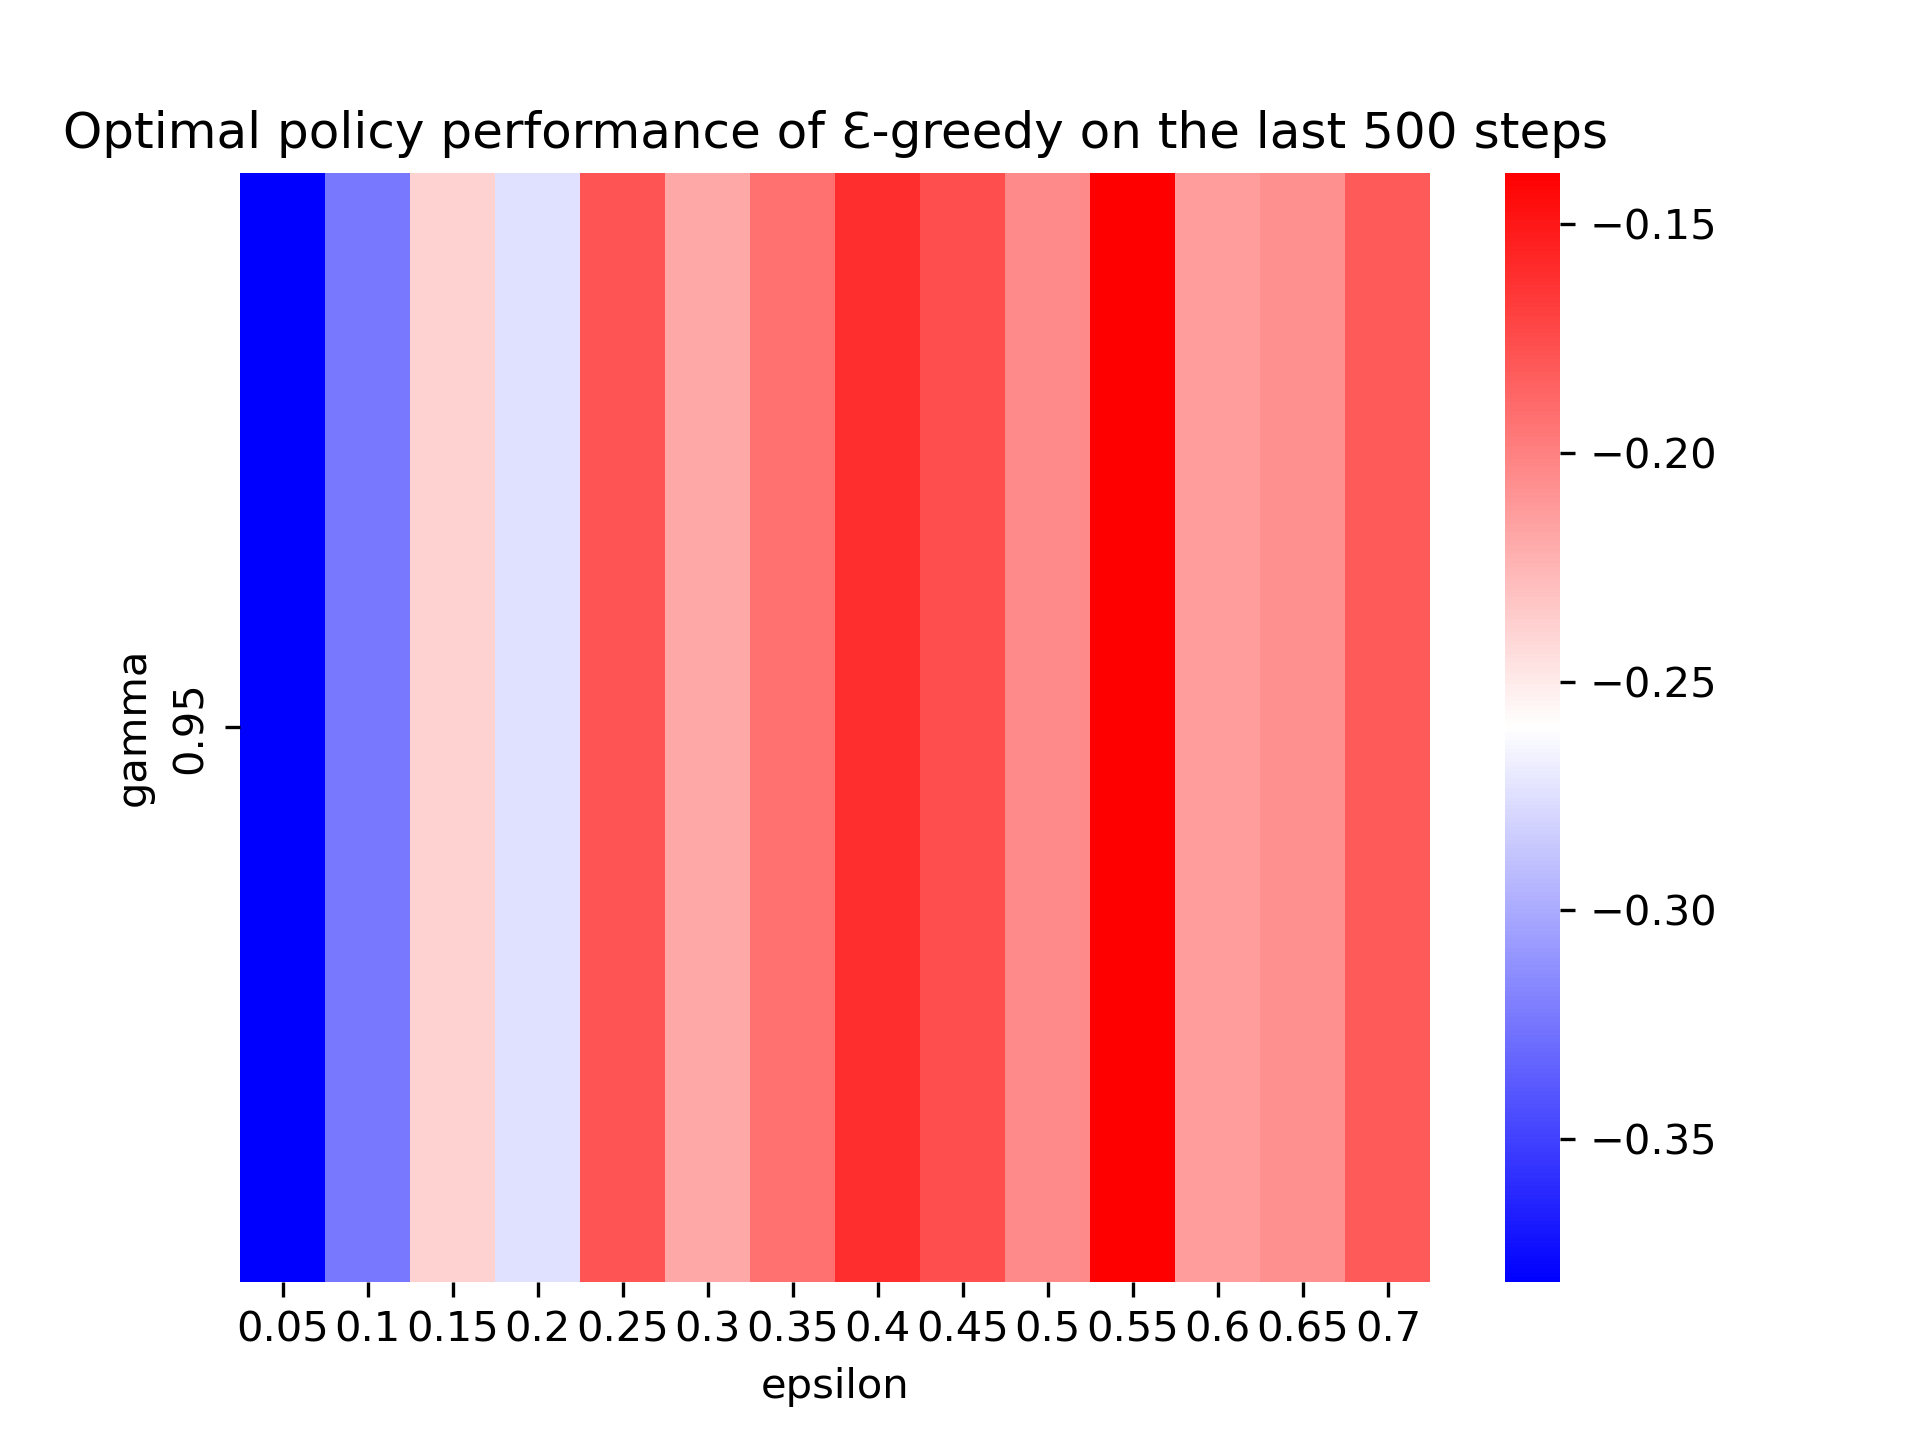 Optimal policy performance of Ɛ-greedy on the last 500 steps
gamma
0.95
0.05 0.1 0.15 0.2 0.25 0.3 0.35 0.4 0.45 0.5 0.55 0.6 0.65 0.7
epsilon
−0.15
−0.20
−0.25
−0.30
−0.35